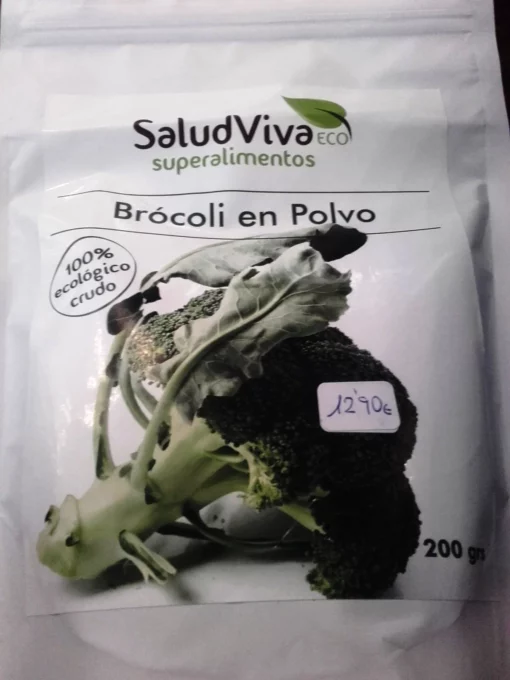 SaludViva ECO
superalimentos
Brócoli en Polvo
100%
ecológico
crudo
12'90€
200 grs